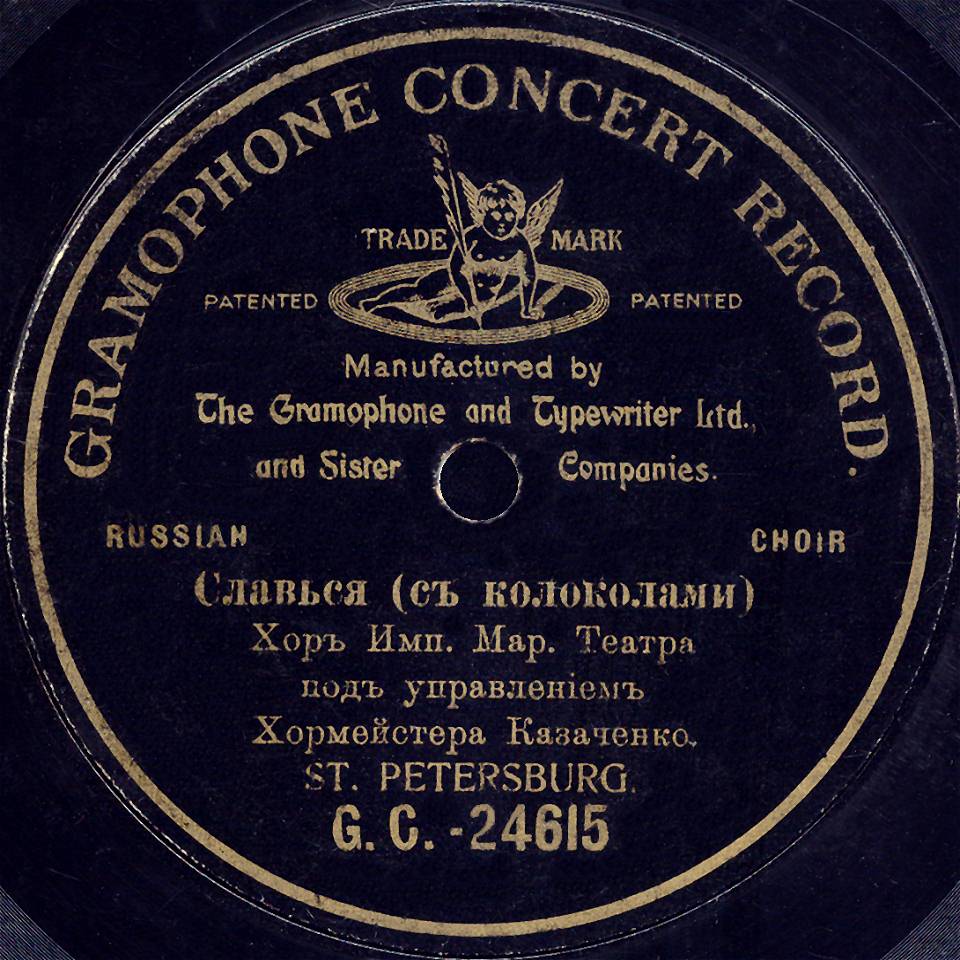 GRAMOPHONE CONCERT RECORD.
TRADE MARK
PATENTED PATENTED
Manufactured by
The Gramophone and Typewriter Ltd.,
and Sister Companies.
RUSSIAN CHOIR
Славься (съ колоколами)
Хоръ Имп. Мар. Театра
подъ управленіемъ
Хормейстера Казаченко.
ST. PETERSBURG.
G. C. -24615